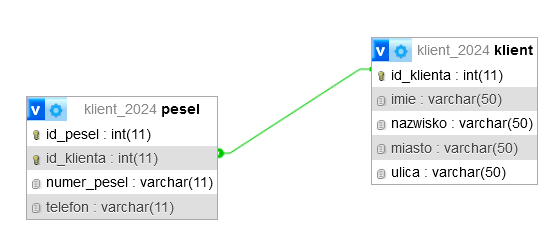 v klient_2024 klient
id_klienta : int(11)
imie : varchar(50)
nazwisko : varchar(50)
miasto : varchar(50)
ulica : varchar(50)
v klient_2024 pesel
id_pesel : int(11)
id_klienta : int(11)
numer_pesel : varchar(11)
telefon : varchar(11)